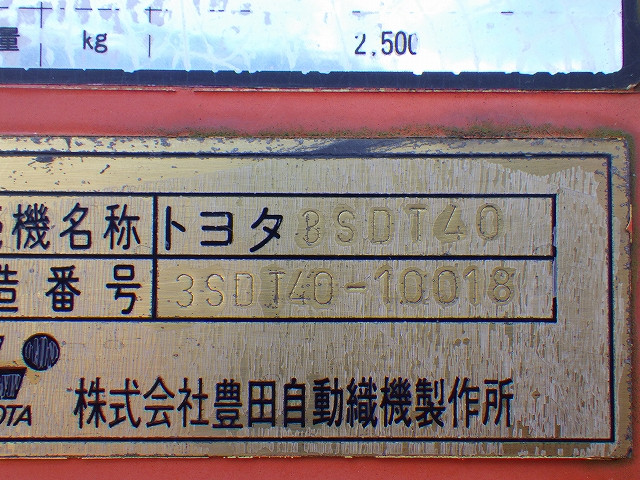 量 kg 2,500
機名称 トヨタ 3SDT40
造番号 3SDT40-10018
OTA
株式会社豊田自動織機製作所